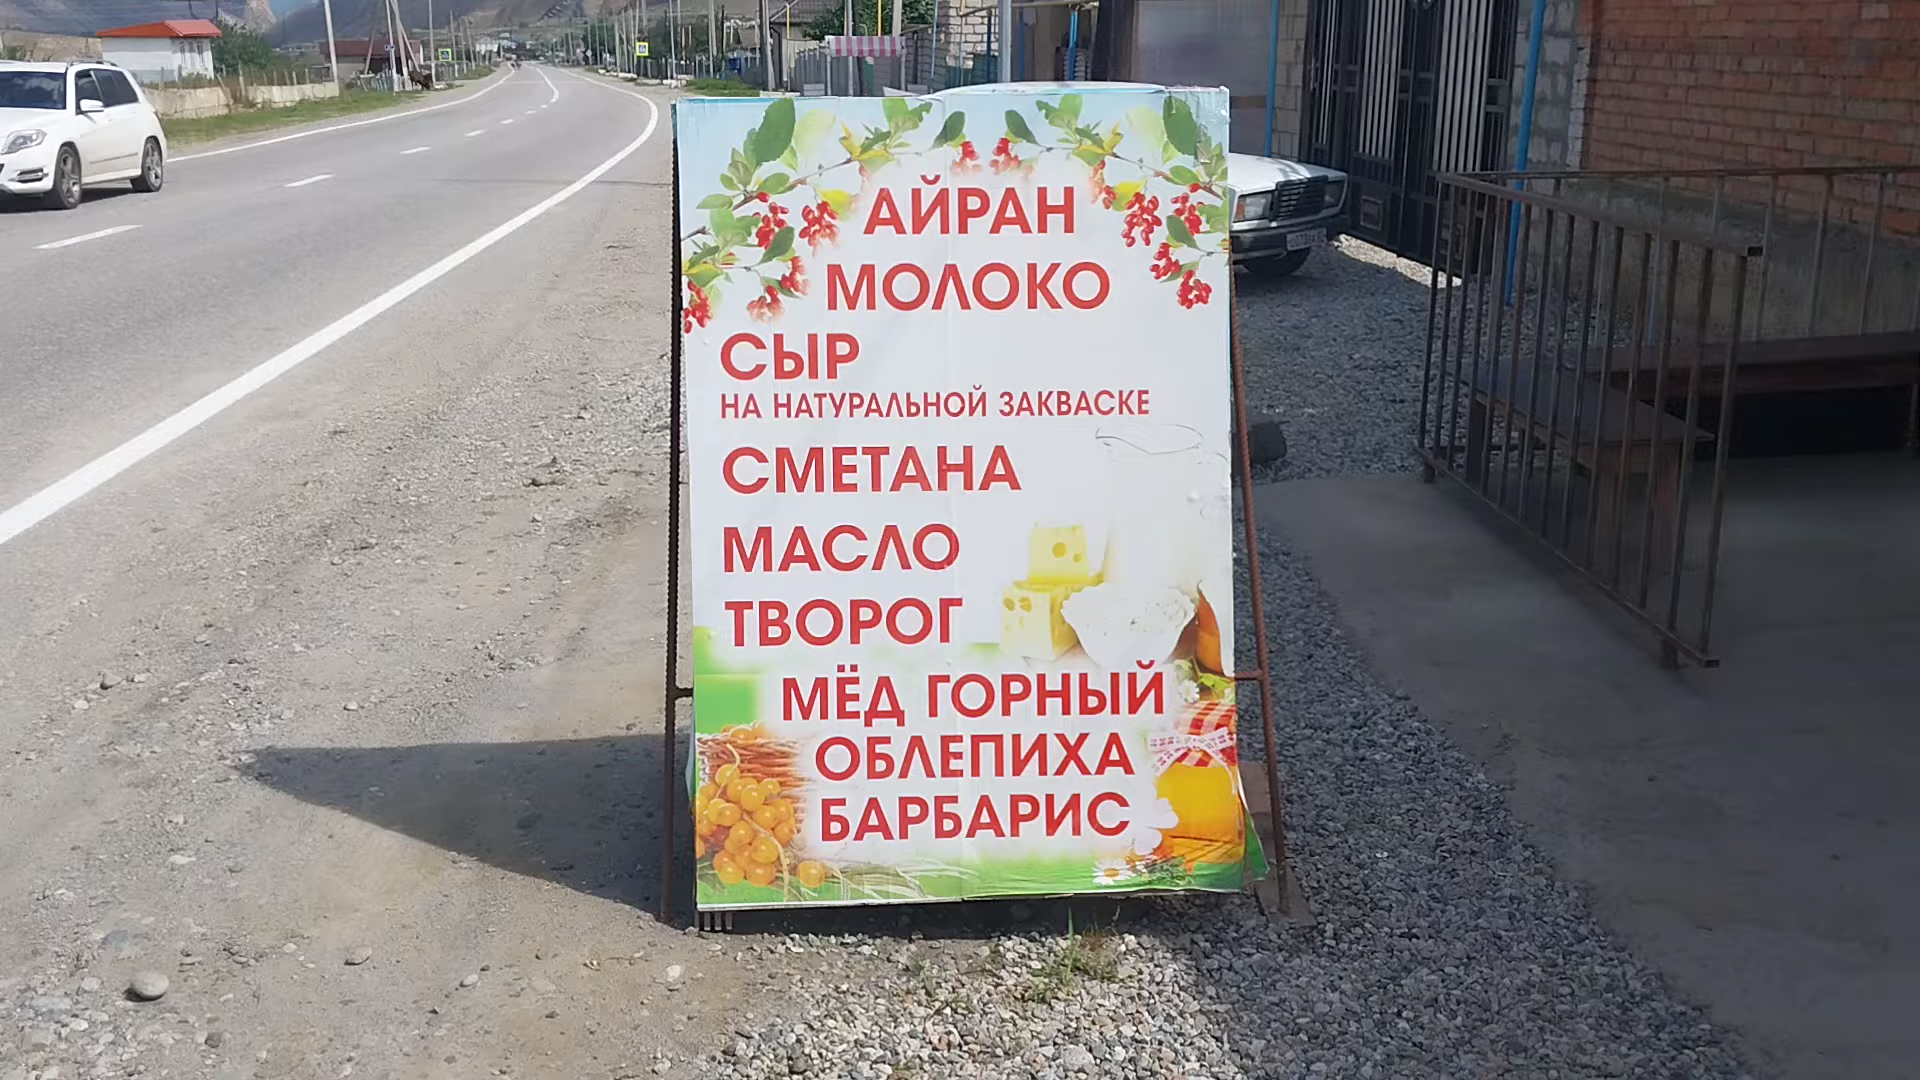 АЙРАН
МОЛОКО
СЫР
НА НАТУРАЛЬНОЙ ЗАКВАСКЕ
СМЕТАНА
МАСЛО
ТВОРОГ
МЁД ГОРНЫЙ
ОБЛЕПИХА
БАРБАРИС